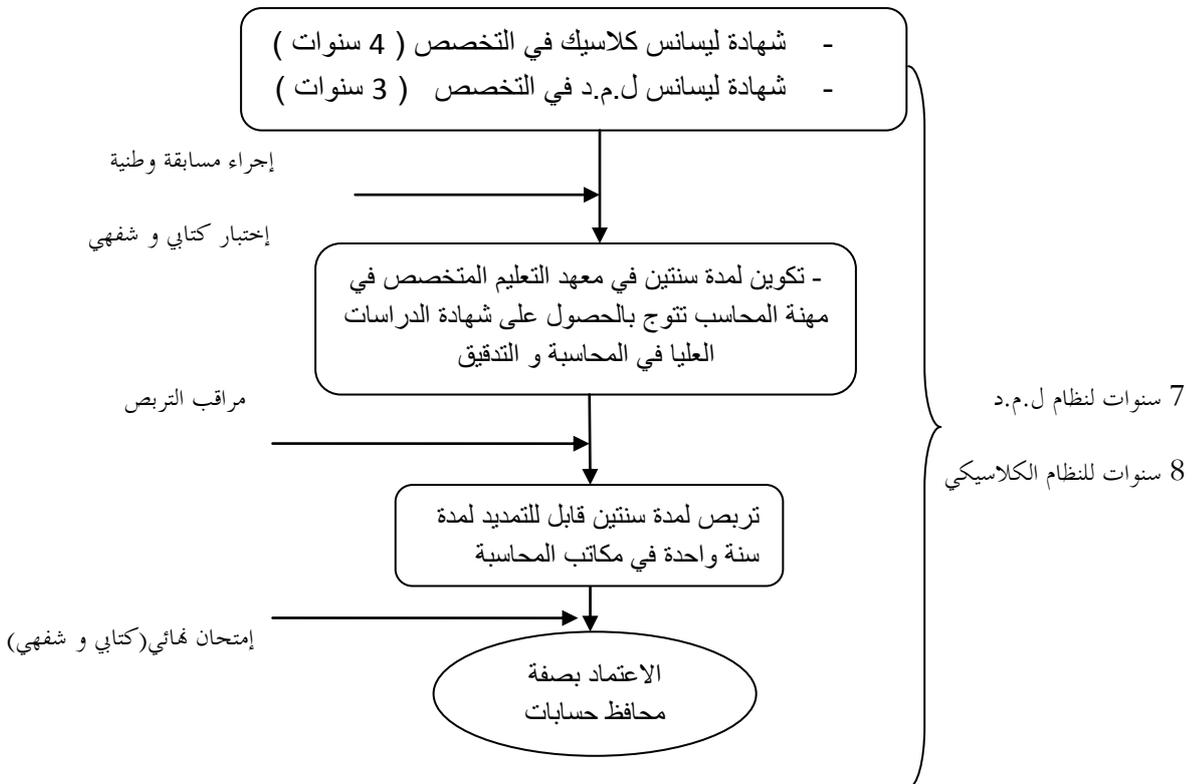 - شهادة ليسانس كلاسيك في التخصص ( 4 سنوات )
- شهادة ليسانس ل.م.د في التخصص ( 3 سنوات )
إجراء مسابقة وطنية
إختبار كتابي و شفهي
- تكوين لمدة سنتين في معهد التعليم المتخصص في
مهنة المحاسب تتوج بالحصول على شهادة الدراسات
العليا في المحاسبة و التدقيق
7 سنوات لنظام ل.م.د
8 سنوات للنظام الكلاسيكي
مراقب التربص
تربص لمدة سنتين قابل للتمديد لمدة
سنة واحدة في مكاتب المحاسبة
إمتحان نهائي(كتابي و شفهي)
الاعتماد بصفة
محافظ حسابات